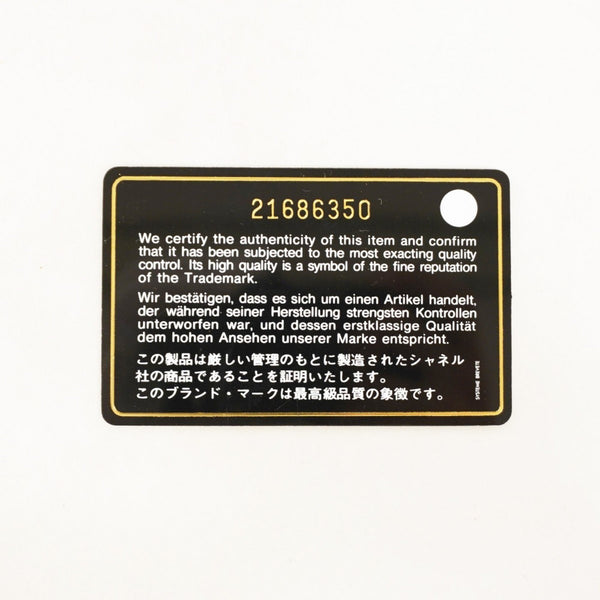 21686350
We certify the authenticity of this item and confirm
that it has been subjected to the most exacting quality
control. Its high quality is a symbol of the fine reputation
of the Trademark.
Wir bestätigen, dass es sich um einen Artikel handelt,
der während seiner Herstellung strengsten Kontrollen
unterworfen war, und dessen erstklassige Qualität
dem hohen Ansehen unserer Marke entspricht.
この製品は厳しい管理のもとに製造されたシャネル
社の商品であることを証明いたします。
このブランド・マークは最高級品質の象徴です。
SYSTEME BREVETE